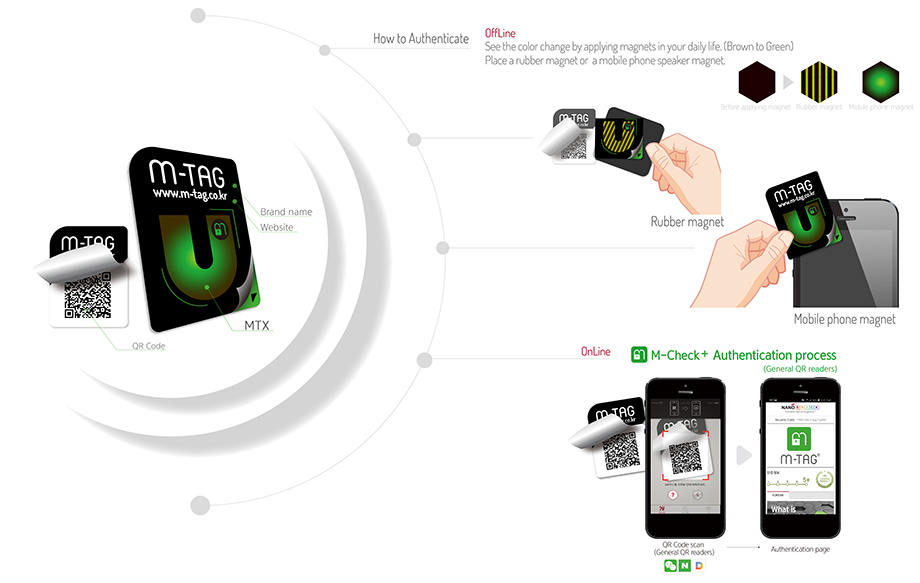 How to Authenticate
OffLine
See the color change by applying magnets in your daily life. (Brown to Green)
Place a rubber magnet or a mobile phone speaker magnet.
Before applying magnet
Rubber magnet
Mobile phone magnet
M-TAG
Rubber magnet
M-TAG
www.m-tag.co.kr
Mobile phone magnet
M-TAG
www.m-tag.co.kr
Brand name
Website
M-TAG
MTX
QR Code
OnLine
M-Check+ Authentication process
(General QR readers)
M-TAG
M-TAG
NANO
M-TAG®
What is
QR Code scan
(General QR readers)
Authentication page
N
D